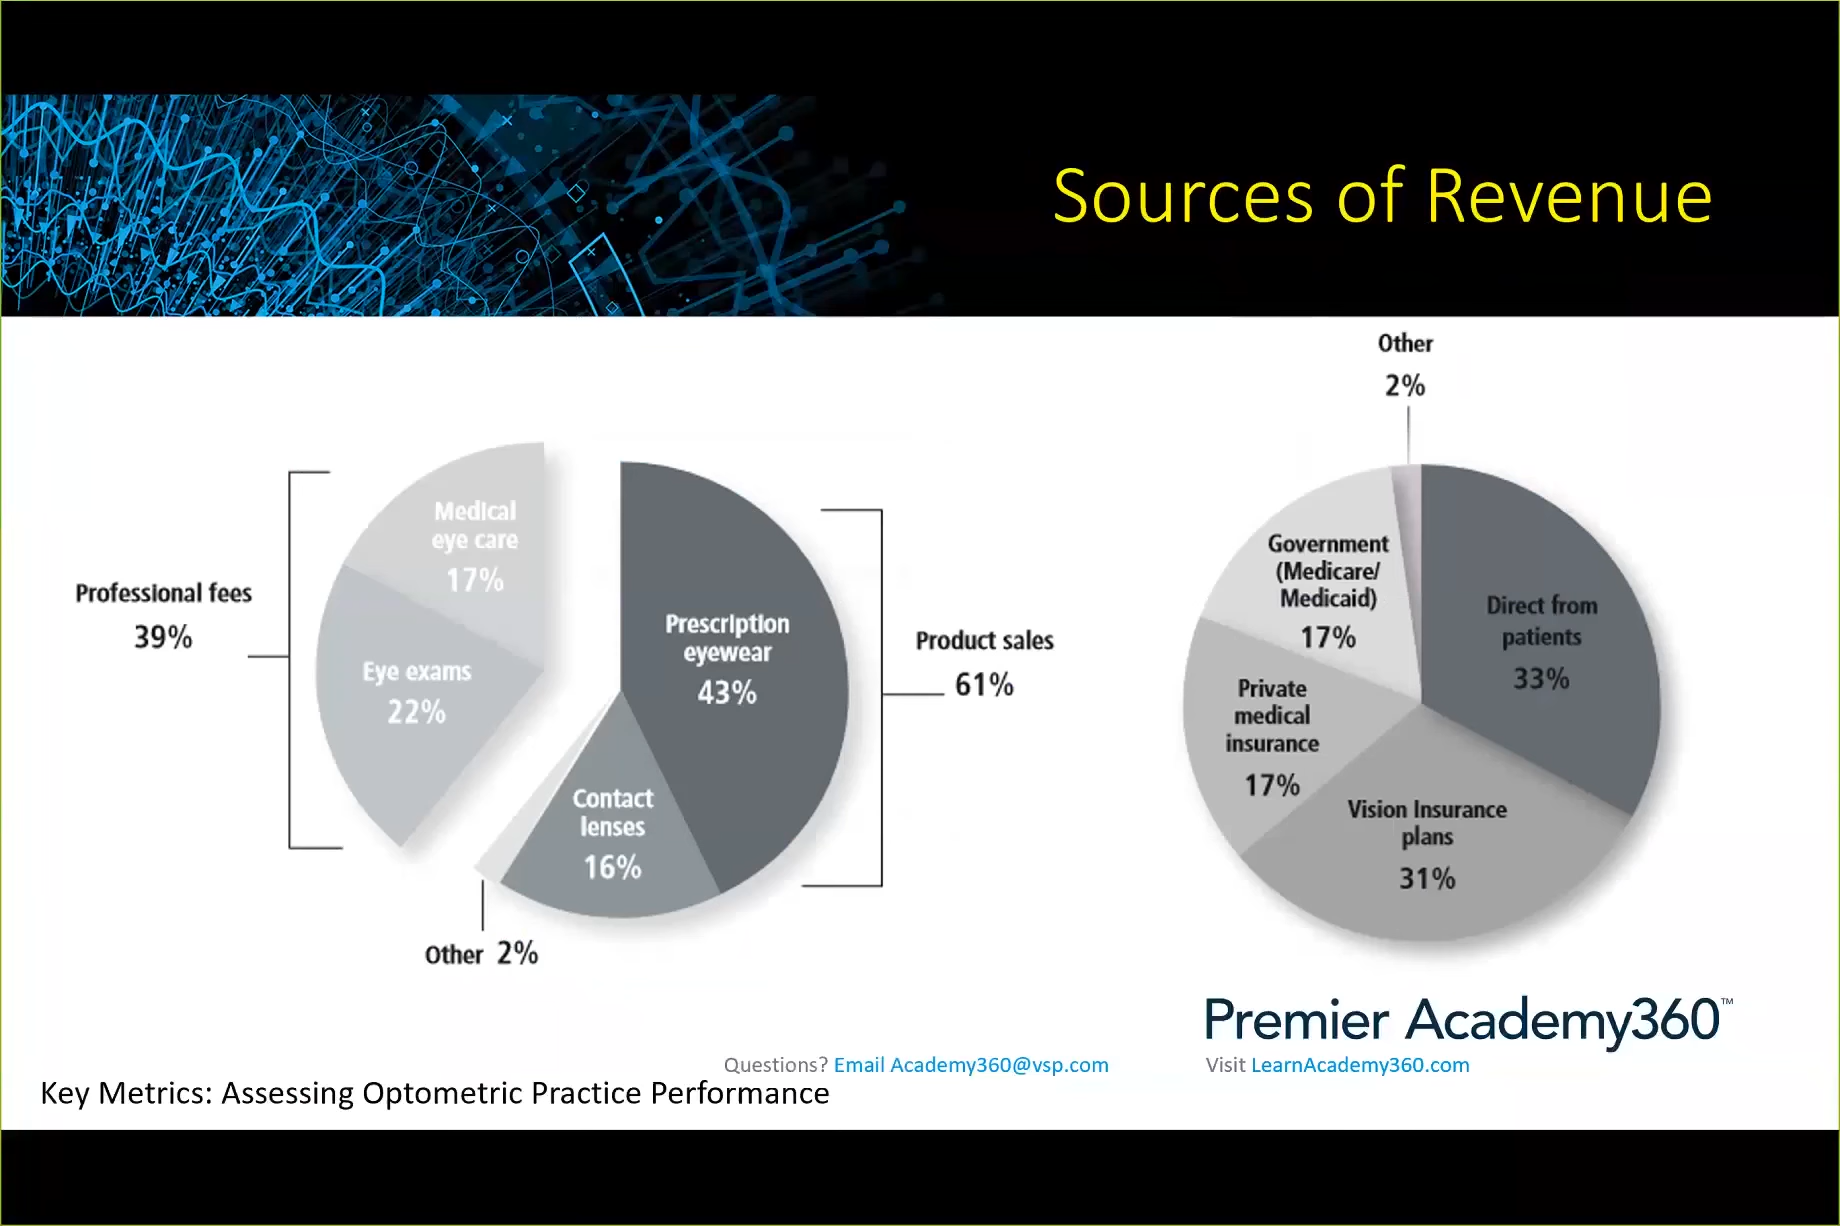 Sources of Revenue
Medical
eye care
17%
Professional fees
39%
Eye exams
22%
Prescription
eyewear
43%
Product sales
61%
Contact
lenses
16%
Other 2%
Other
2%
Government
(Medicare/
Medicaid)
17%
Direct from
patients
33%
Private
medical
insurance
17%
Vision Insurance
plans
31%
Premier Academy360™
Questions? Email Academy360@vsp.com
Visit LearnAcademy360.com
Key Metrics: Assessing Optometric Practice Performance